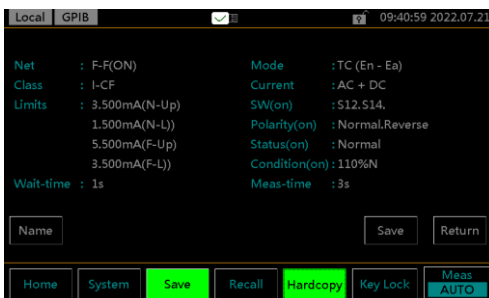 Local GPIB 09:40:59 2022.07.21
Net : F-F(ON) Mode :TC (En - Ea)
Class : I-CF Current :AC + DC
Limits : 3.500mA(N-Up) SW(on) :S12.S14.
1.500mA(N-L)) Polarity(on) :Normal.Reverse
5.500mA(F-Up) Status(on) :Normal
3.500mA(F-L)) Condition(on) :110%N
Wait-time : 1s Meas-time :3s
Name Save Return
Home System Save Recall Hardcopy Key Lock Meas
AUTO